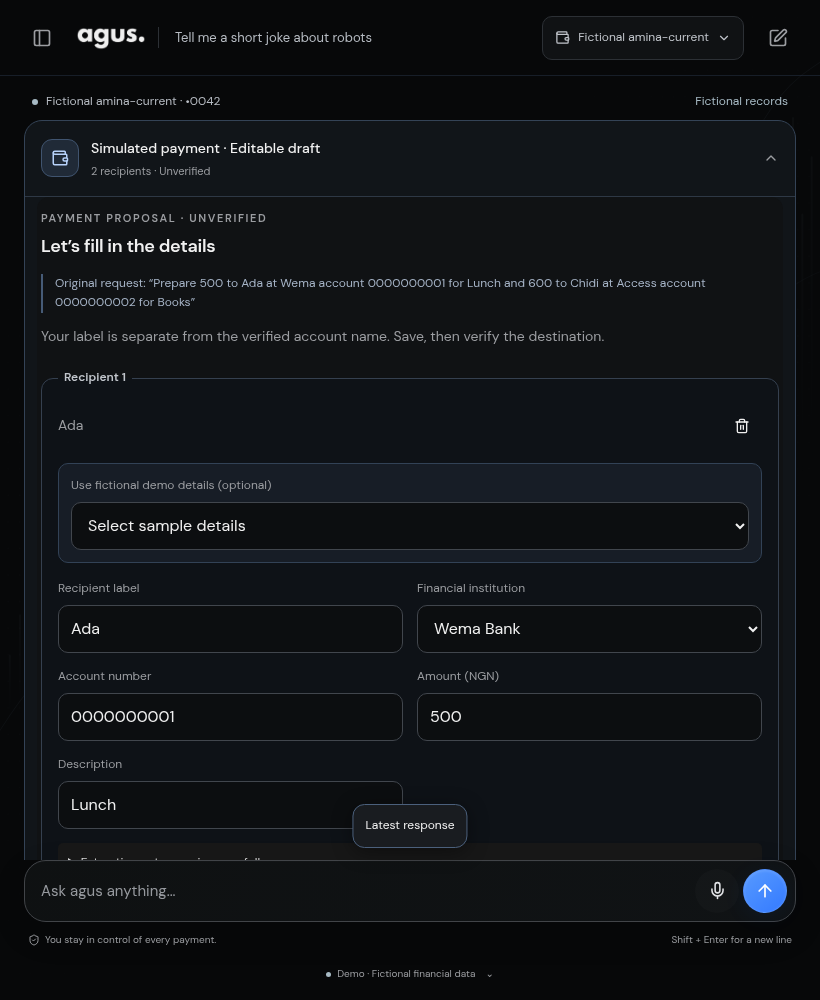 agus.
Tell me a short joke about robots
Fictional amina-current
Fictional amina-current · •0042
Fictional records
Simulated payment · Editable draft
2 recipients · Unverified
PAYMENT PROPOSAL · UNVERIFIED
Let’s fill in the details
Original request: “Prepare 500 to Ada at Wema account 0000000001 for Lunch and 600 to Chidi at Access account
0000000002 for Books”
Your label is separate from the verified account name. Save, then verify the destination.
Recipient 1
Ada
Use fictional demo details (optional)
Select sample details
Recipient label
Financial institution
Ada
Wema Bank
Account number
Amount (NGN)
0000000001
500
Description
Lunch
Latest response
Ask agus anything...
You stay in control of every payment.
Shift + Enter for a new line
Demo · Fictional financial data